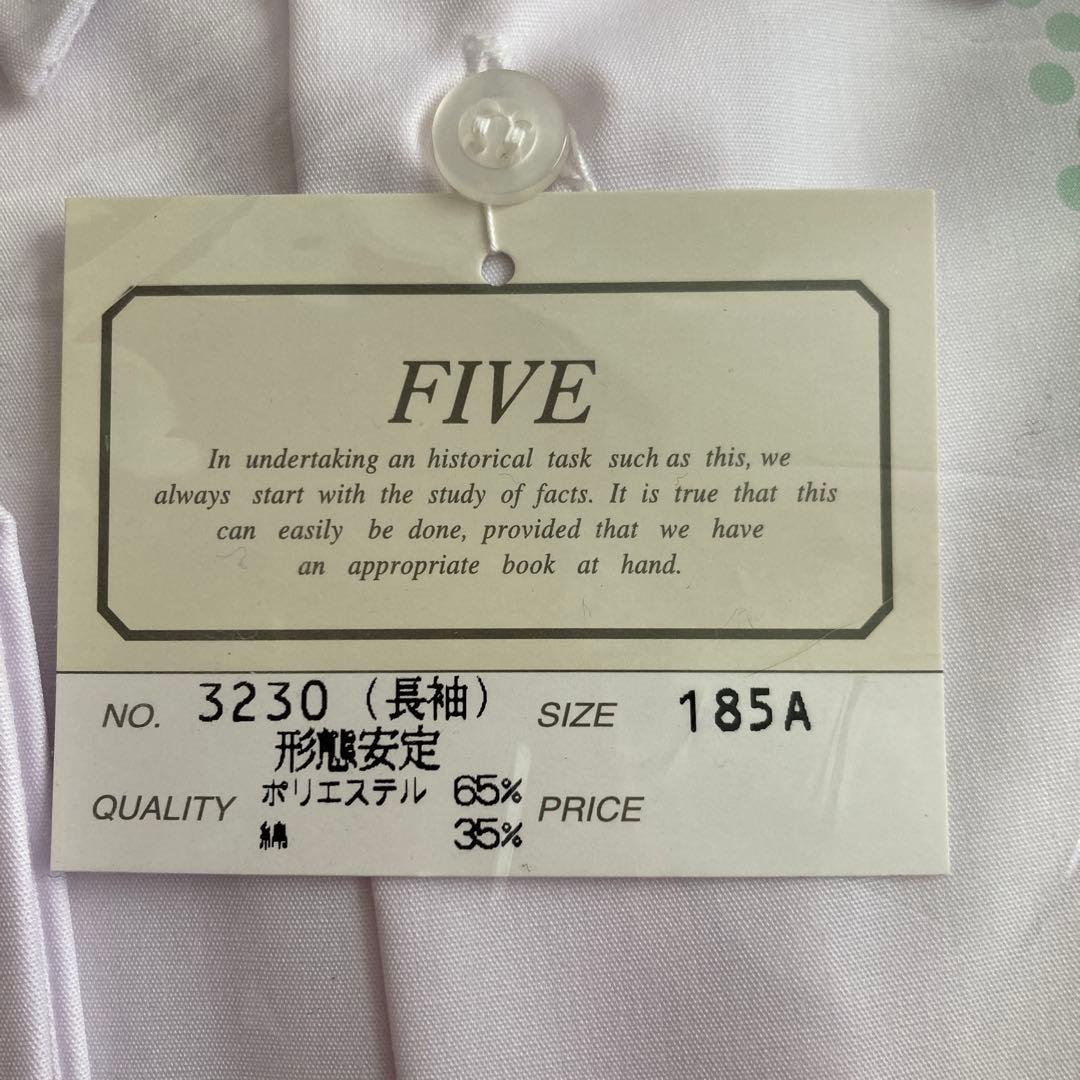 FIVE
In undertaking an historical task such as this, we
always start with the study of facts. It is true that this
can easily be done, provided that we have
an appropriate book at hand.
NO. 3230 (長袖) SIZE 185A
形態安定
QUALITY ポリエステル 65% PRICE
綿 35%